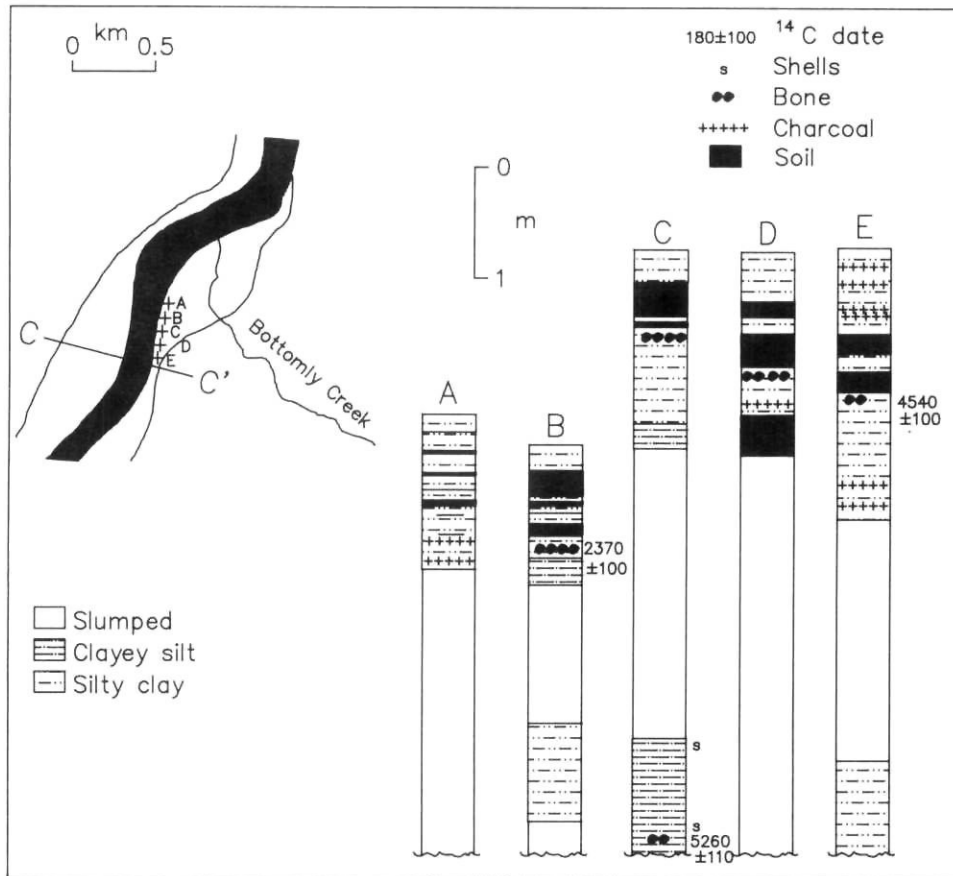 km
0 0.5
180±100 ¹⁴C date
s Shells
Bone
+++++ Charcoal
Soil
0
m
1
A
B
C
D
E
C
C'
Bottomly Creek
A
B
C
D
E
4540
±100
2370
±100
s
s
5260
±110
Slumped
Clayey silt
Silty clay